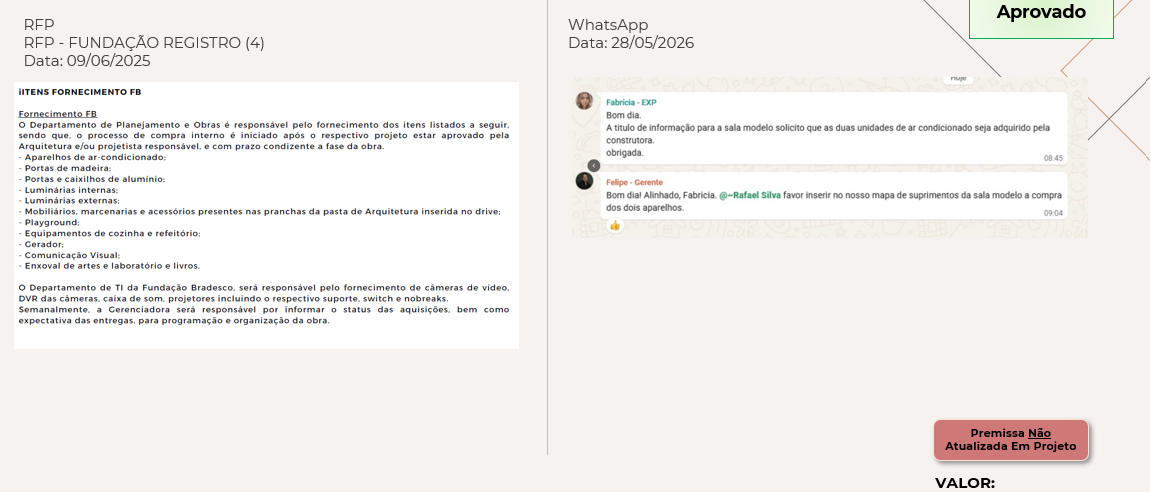 RFP
RFP - FUNDAÇÃO REGISTRO (4)
Data: 09/06/2025
iITENS FORNECIMENTO FB
Fornecimento FB
O Departamento de Planejamento e Obras é responsável pelo fornecimento dos itens listados a seguir,
sendo que, o processo de compra interno é iniciado após o respectivo projeto estar aprovado pela
Arquitetura e/ou projetista responsável, e com prazo condizente a fase da obra.
- Aparelhos de ar-condicionado;
- Portas de madeira;
- Portas e caixilhos de alumínio;
- Luminárias internas;
- Luminárias externas;
- Mobiliários, marcenarias e acessórios presentes nas pranchas da pasta de Arquitetura inserida no drive;
- Playground;
- Equipamentos de cozinha e refeitório;
- Gerador;
- Comunicação Visual;
- Enxoval de artes e laboratório e livros.
O Departamento de TI da Fundação Bradesco, será responsável pelo fornecimento de câmeras de vídeo,
DVR das câmeras, caixa de som, projetores incluindo o respectivo suporte, switch e nobreaks.
Semanalmente, a Gerenciadora será responsável por informar o status das aquisições, bem como
expectativa das entregas, para programação e organização da obra.
WhatsApp
Data: 28/05/2026
Aprovado
Hoje
Fabrícia - EXP
Bom dia.
A titulo de informação para a sala modelo solicito que as duas unidades de ar condicionado seja adquirido pela
construtora.
obrigada.
08:45
Felipe - Gerente
Bom dia! Alinhado, Fabricia. @~Rafael Silva favor inserir no nosso mapa de suprimentos da sala modelo a compra
dos dois aparelhos.
09:04
Premissa Não
Atualizada Em Projeto
VALOR: